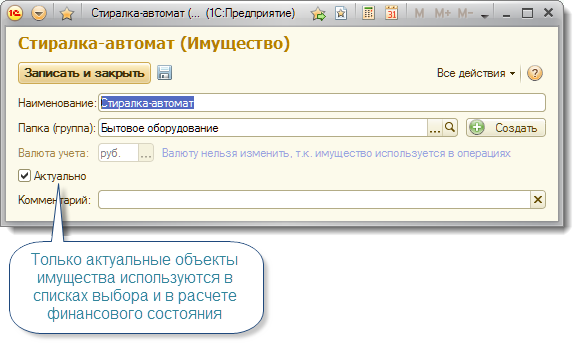 1С Стиралка-автомат (... (1С:Предприятие) 31 M M+ M-
Стиралка-автомат (Имущество)
Записать и закрыть Все действия ?
Наименование: Стиралка-автомат
Папка (группа): Бытовое оборудование ... Создать
Валюта учета: руб. ... Валюту нельзя изменить, т.к. имущество используется в операциях
Актуально
Комментарий:
Только актуальные объекты
имущества используются в
списках выбора и в расчете
финансового состояния